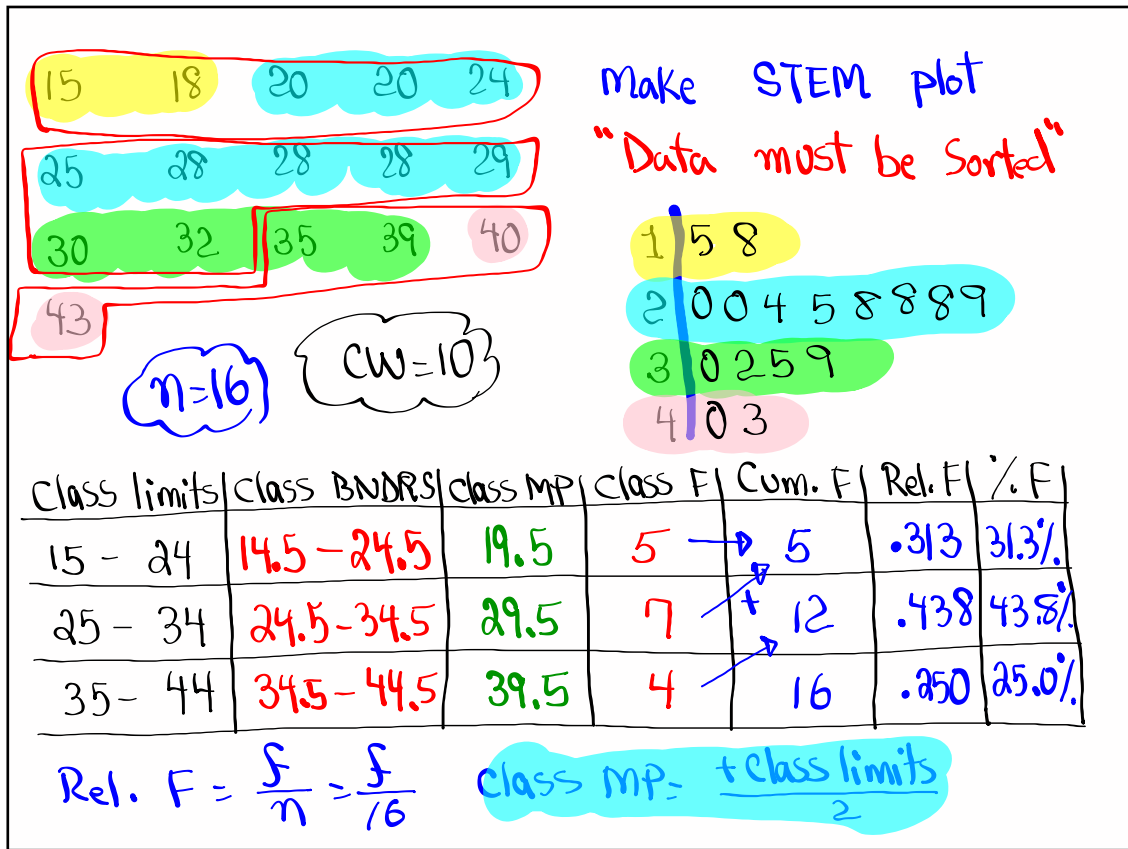 15 18 20 20 24
25 28 28 28 29
30 32 35 39 40
43
n=16
CW=10
Make STEM plot
"Data must be Sorted"
1 | 5 8
2 | 0 0 4 5 8 8 8 9
3 | 0 2 5 9
4 | 0 3
Class limits | Class BNDRS | Class MP | Class F | Cum. F | Rel. F | % F
15 - 24 | 14.5 - 24.5 | 19.5 | 5 | 5 | .313 | 31.3%
25 - 34 | 24.5 - 34.5 | 29.5 | 7 | + 12 | .438 | 43.8%
35 - 44 | 34.5 - 44.5 | 39.5 | 4 | 16 | .250 | 25.0%
Rel. F = f/n = f/16
Class MP = + Class limits / 2